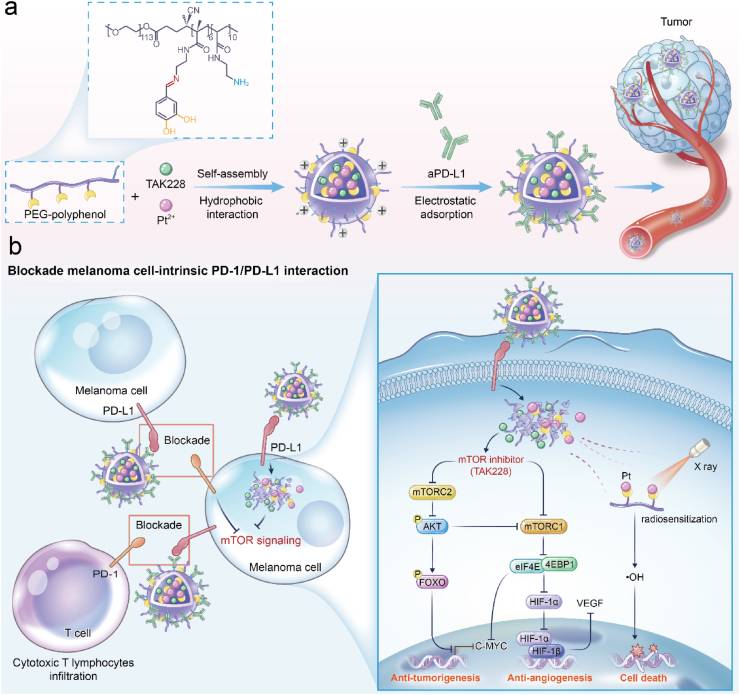 a
CN
O
113
O
6
10
O
O
NH
HN
NH₂
N
OH
OH
Tumor
PEG-polyphenol
+
TAK228
Pt²⁺
Self-assembly
Hydrophobic
interaction
aPD-L1
Electrostatic
adsorption
b
Blockade melanoma cell-intrinsic PD-1/PD-L1 interaction
Melanoma cell
PD-L1
Blockade
PD-L1
mTOR signaling
Melanoma cell
Blockade
PD-1
T cell
Cytotoxic T lymphocytes
infiltration
mTOR inhibitor
(TAK228)
mTORC2
P
AKT
mTORC1
P
FOXO
eIF4E
4EBP1
HIF-1α
VEGF
HIF-1α
HIF-1β
C-MYC
Pt
X ray
radiosensitization
•OH
Anti-tumorigenesis
Anti-angiogenesis
Cell death